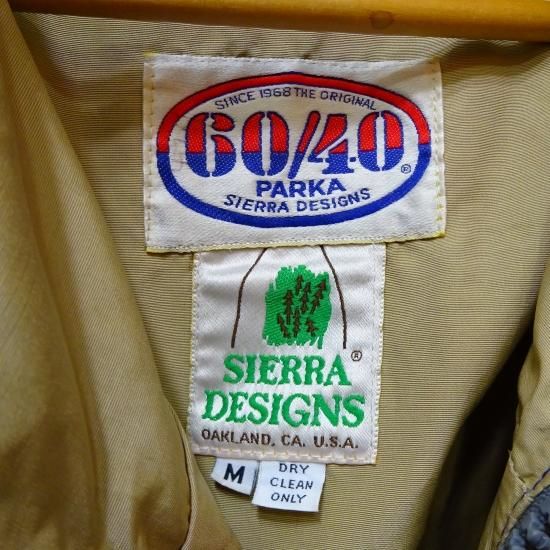 SINCE 1968 THE ORIGINAL
60/40®
PARKA
SIERRA DESIGNS
SIERRA®
DESIGNS
OAKLAND, CA. U.S.A.
M
DRY
CLEAN
ONLY